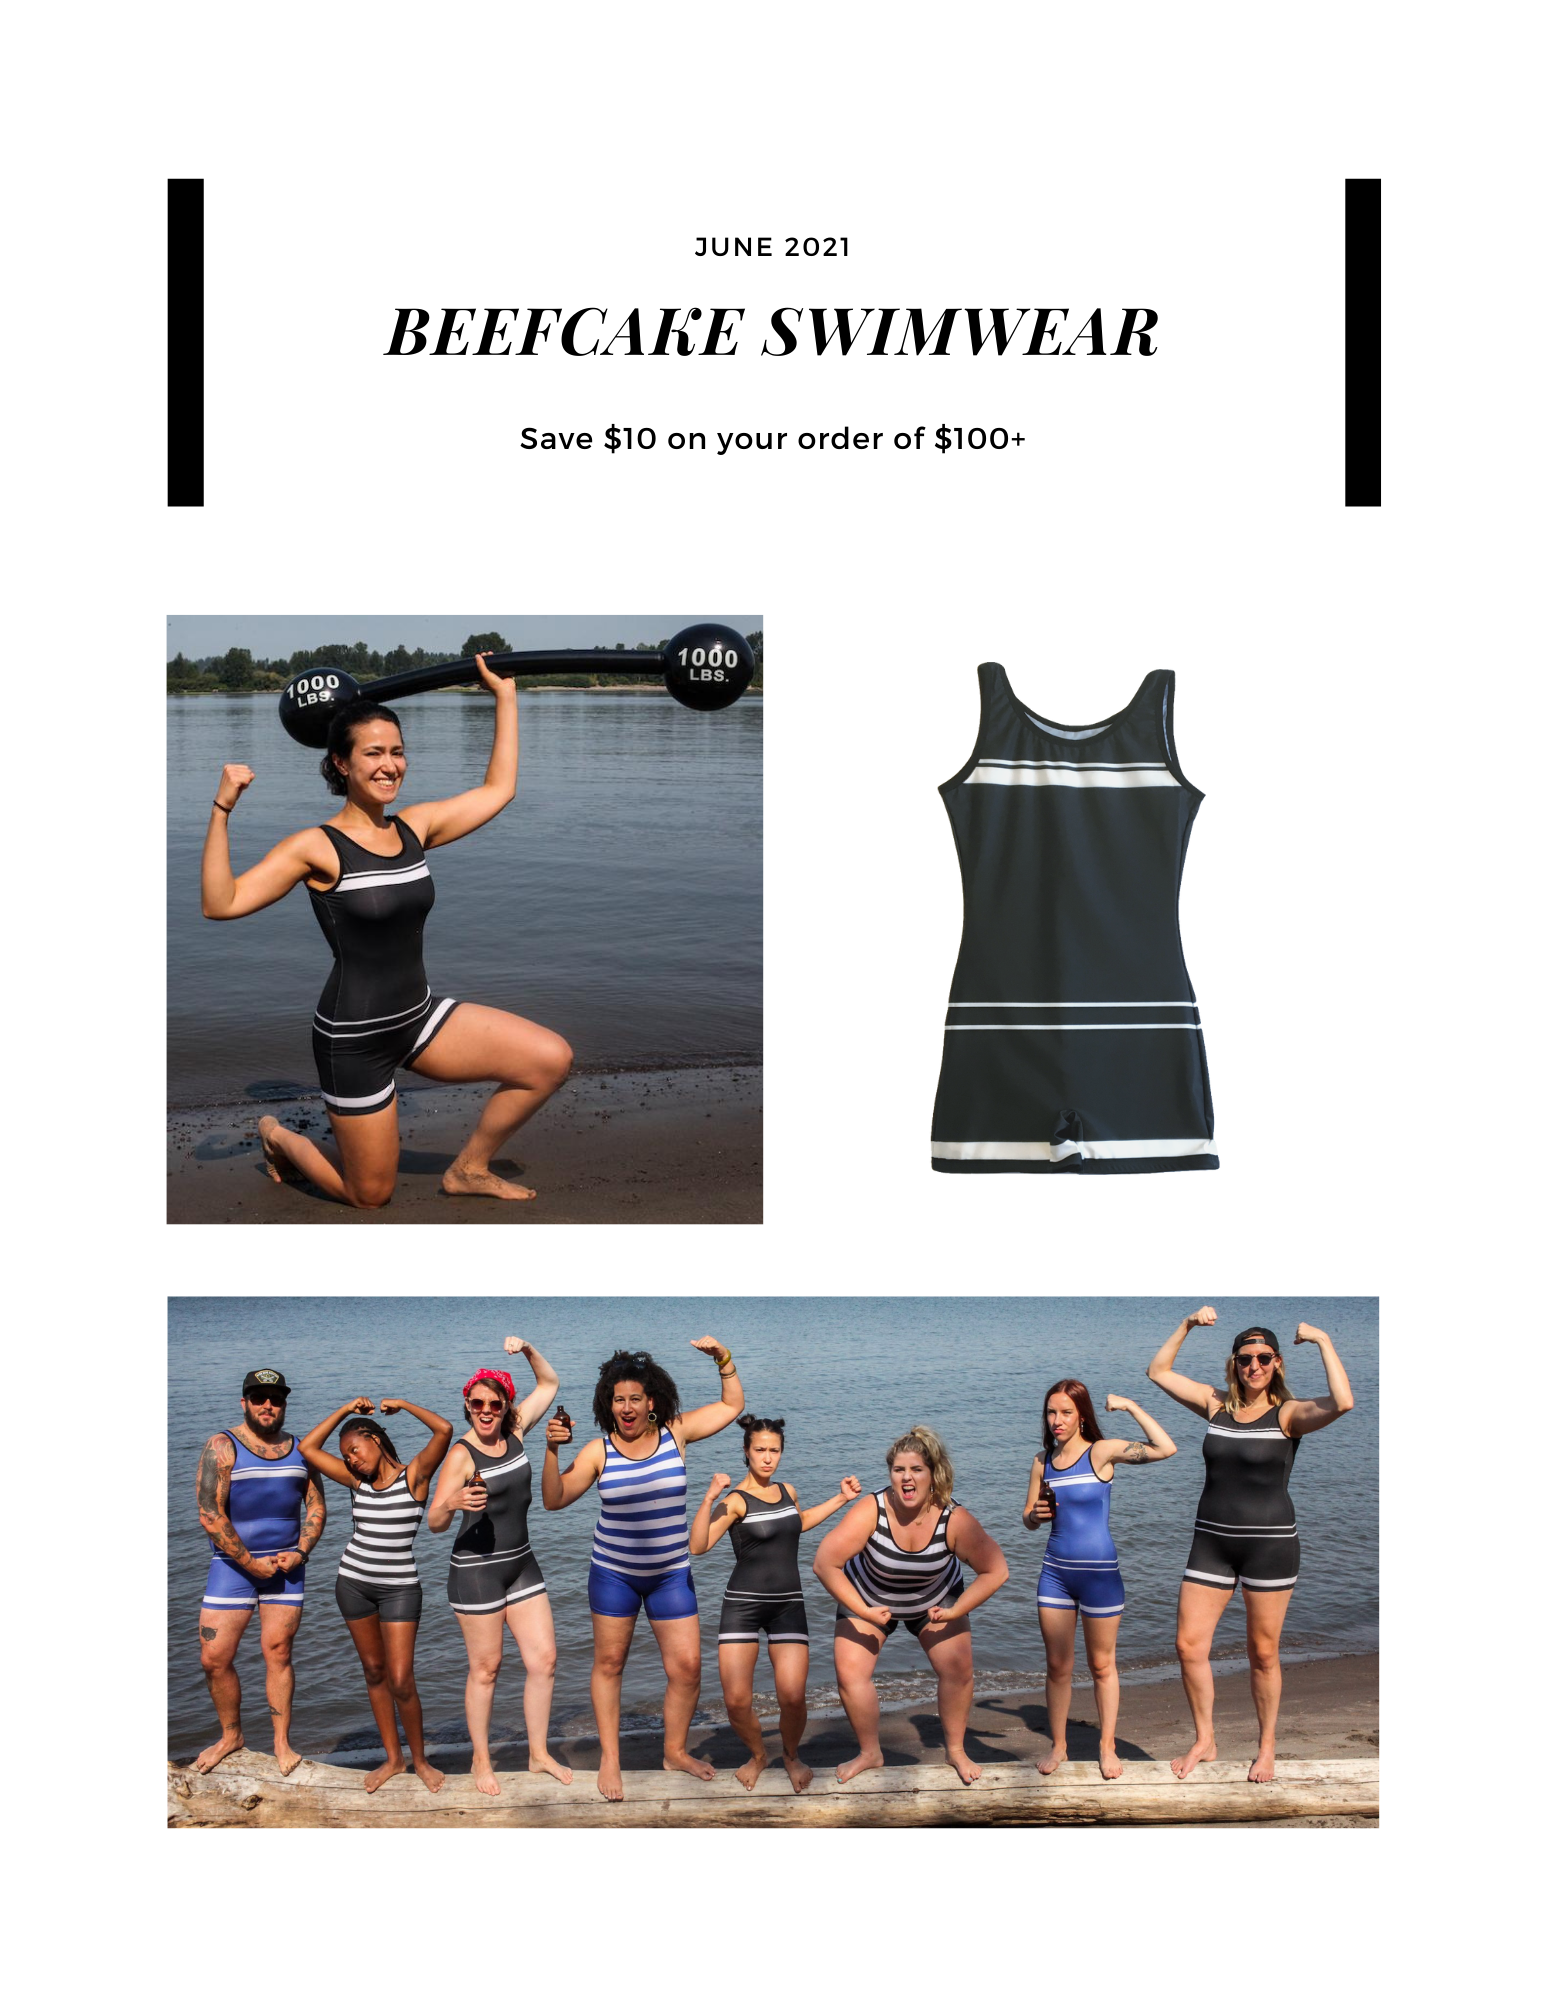 JUNE 2021
BEEFCAKE SWIMWEAR
Save $10 on your order of $100+
1000
LBS.
1000
LBS.